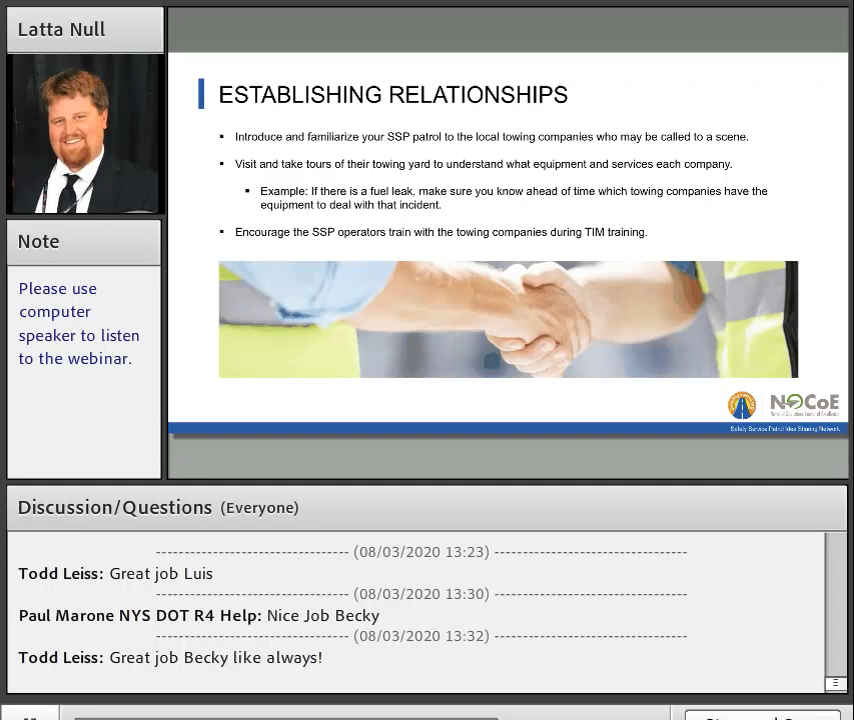 Latta Null
ESTABLISHING RELATIONSHIPS
▪ Introduce and familiarize your SSP patrol to the local towing companies who may be called to a scene.
▪ Visit and take tours of their towing yard to understand what equipment and services each company.
▪ Example: If there is a fuel leak, make sure you know ahead of time which towing companies have the
equipment to deal with that incident.
▪ Encourage the SSP operators train with the towing companies during TIM training.
NOCoE
National Operations Center of Excellence
Safety Service Patrol Idea Sharing Network
Note
Please use
computer
speaker to listen
to the webinar.
Discussion/Questions (Everyone)
-------------------------------- (08/03/2020 13:23) --------------------------------
Todd Leiss: Great job Luis
-------------------------------- (08/03/2020 13:30) --------------------------------
Paul Marone NYS DOT R4 Help: Nice Job Becky
-------------------------------- (08/03/2020 13:32) --------------------------------
Todd Leiss: Great job Becky like always!